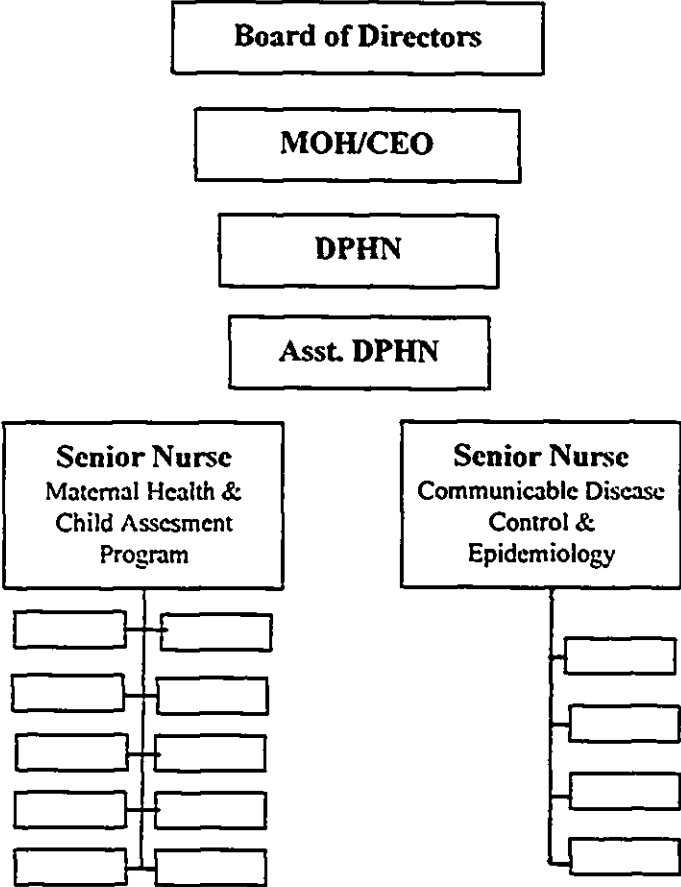 Board of Directors
MOH/CEO
DPHN
Asst. DPHN
Senior Nurse
Maternal Health &
Child Assesment
Program
Senior Nurse
Communicable Disease
Control &
Epidemiology